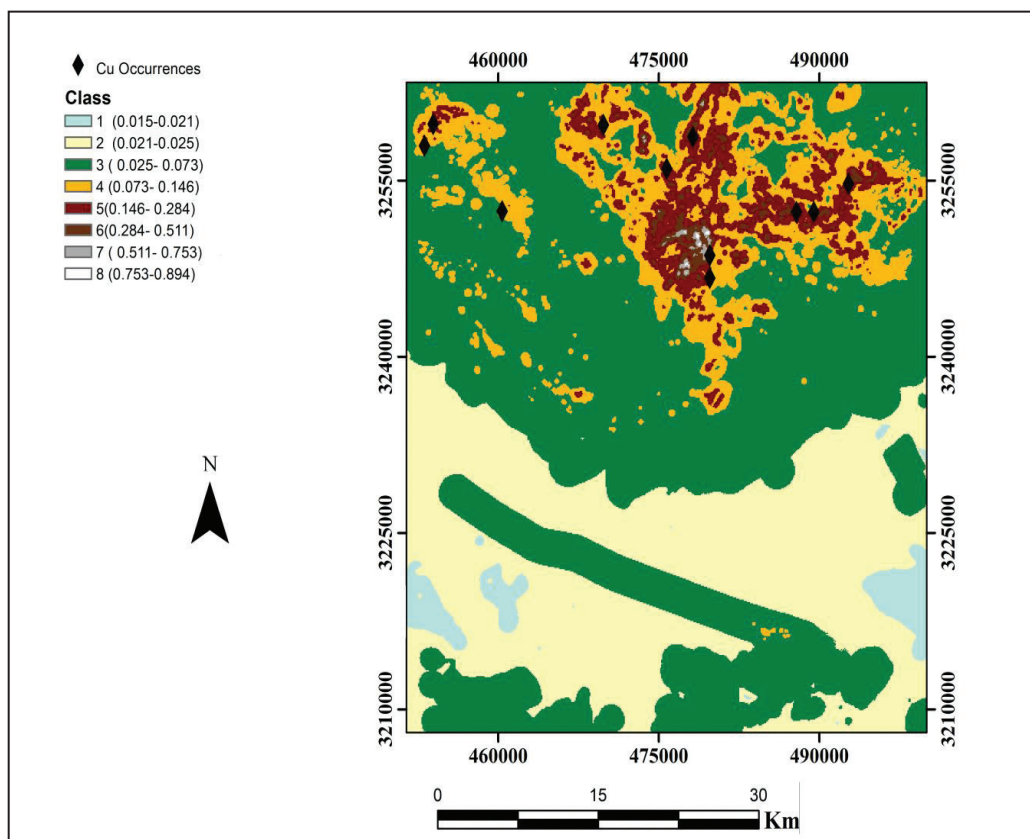 Cu Occurrences
Class
1 (0.015-0.021)
2 (0.021-0.025)
3 (0.025-0.073)
4 (0.073- 0.146)
5(0.146- 0.284)
6(0.284- 0.511)
7 ( 0.511- 0.753)
8 (0.753-0.894)
N
460000 475000 490000
3255000 3255000
3240000 3240000
3225000 3225000
3210000 3210000
460000 475000 490000
0 15 30
Km